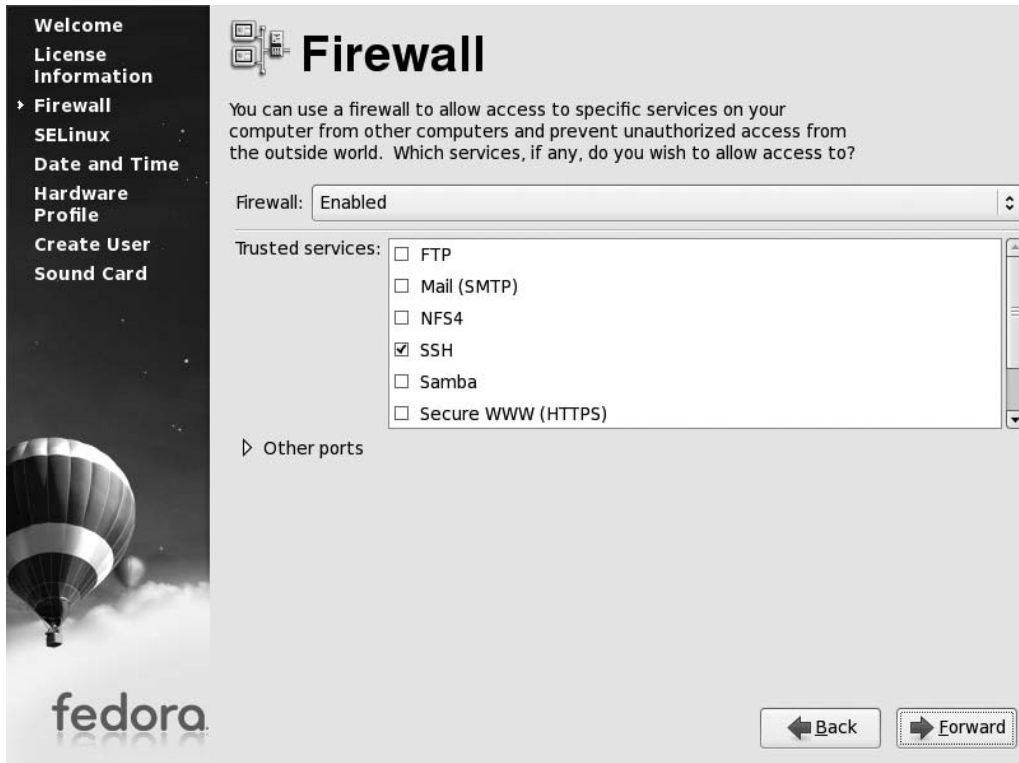 Welcome
License
Information
Firewall
SELinux
Date and Time
Hardware
Profile
Create User
Sound Card
fedora
Firewall
You can use a firewall to allow access to specific services on your
computer from other computers and prevent unauthorized access from
the outside world.  Which services, if any, do you wish to allow access to?
Firewall: Enabled
Trusted services:
FTP
Mail (SMTP)
NFS4
SSH
Samba
Secure WWW (HTTPS)
Other ports
Back
Forward